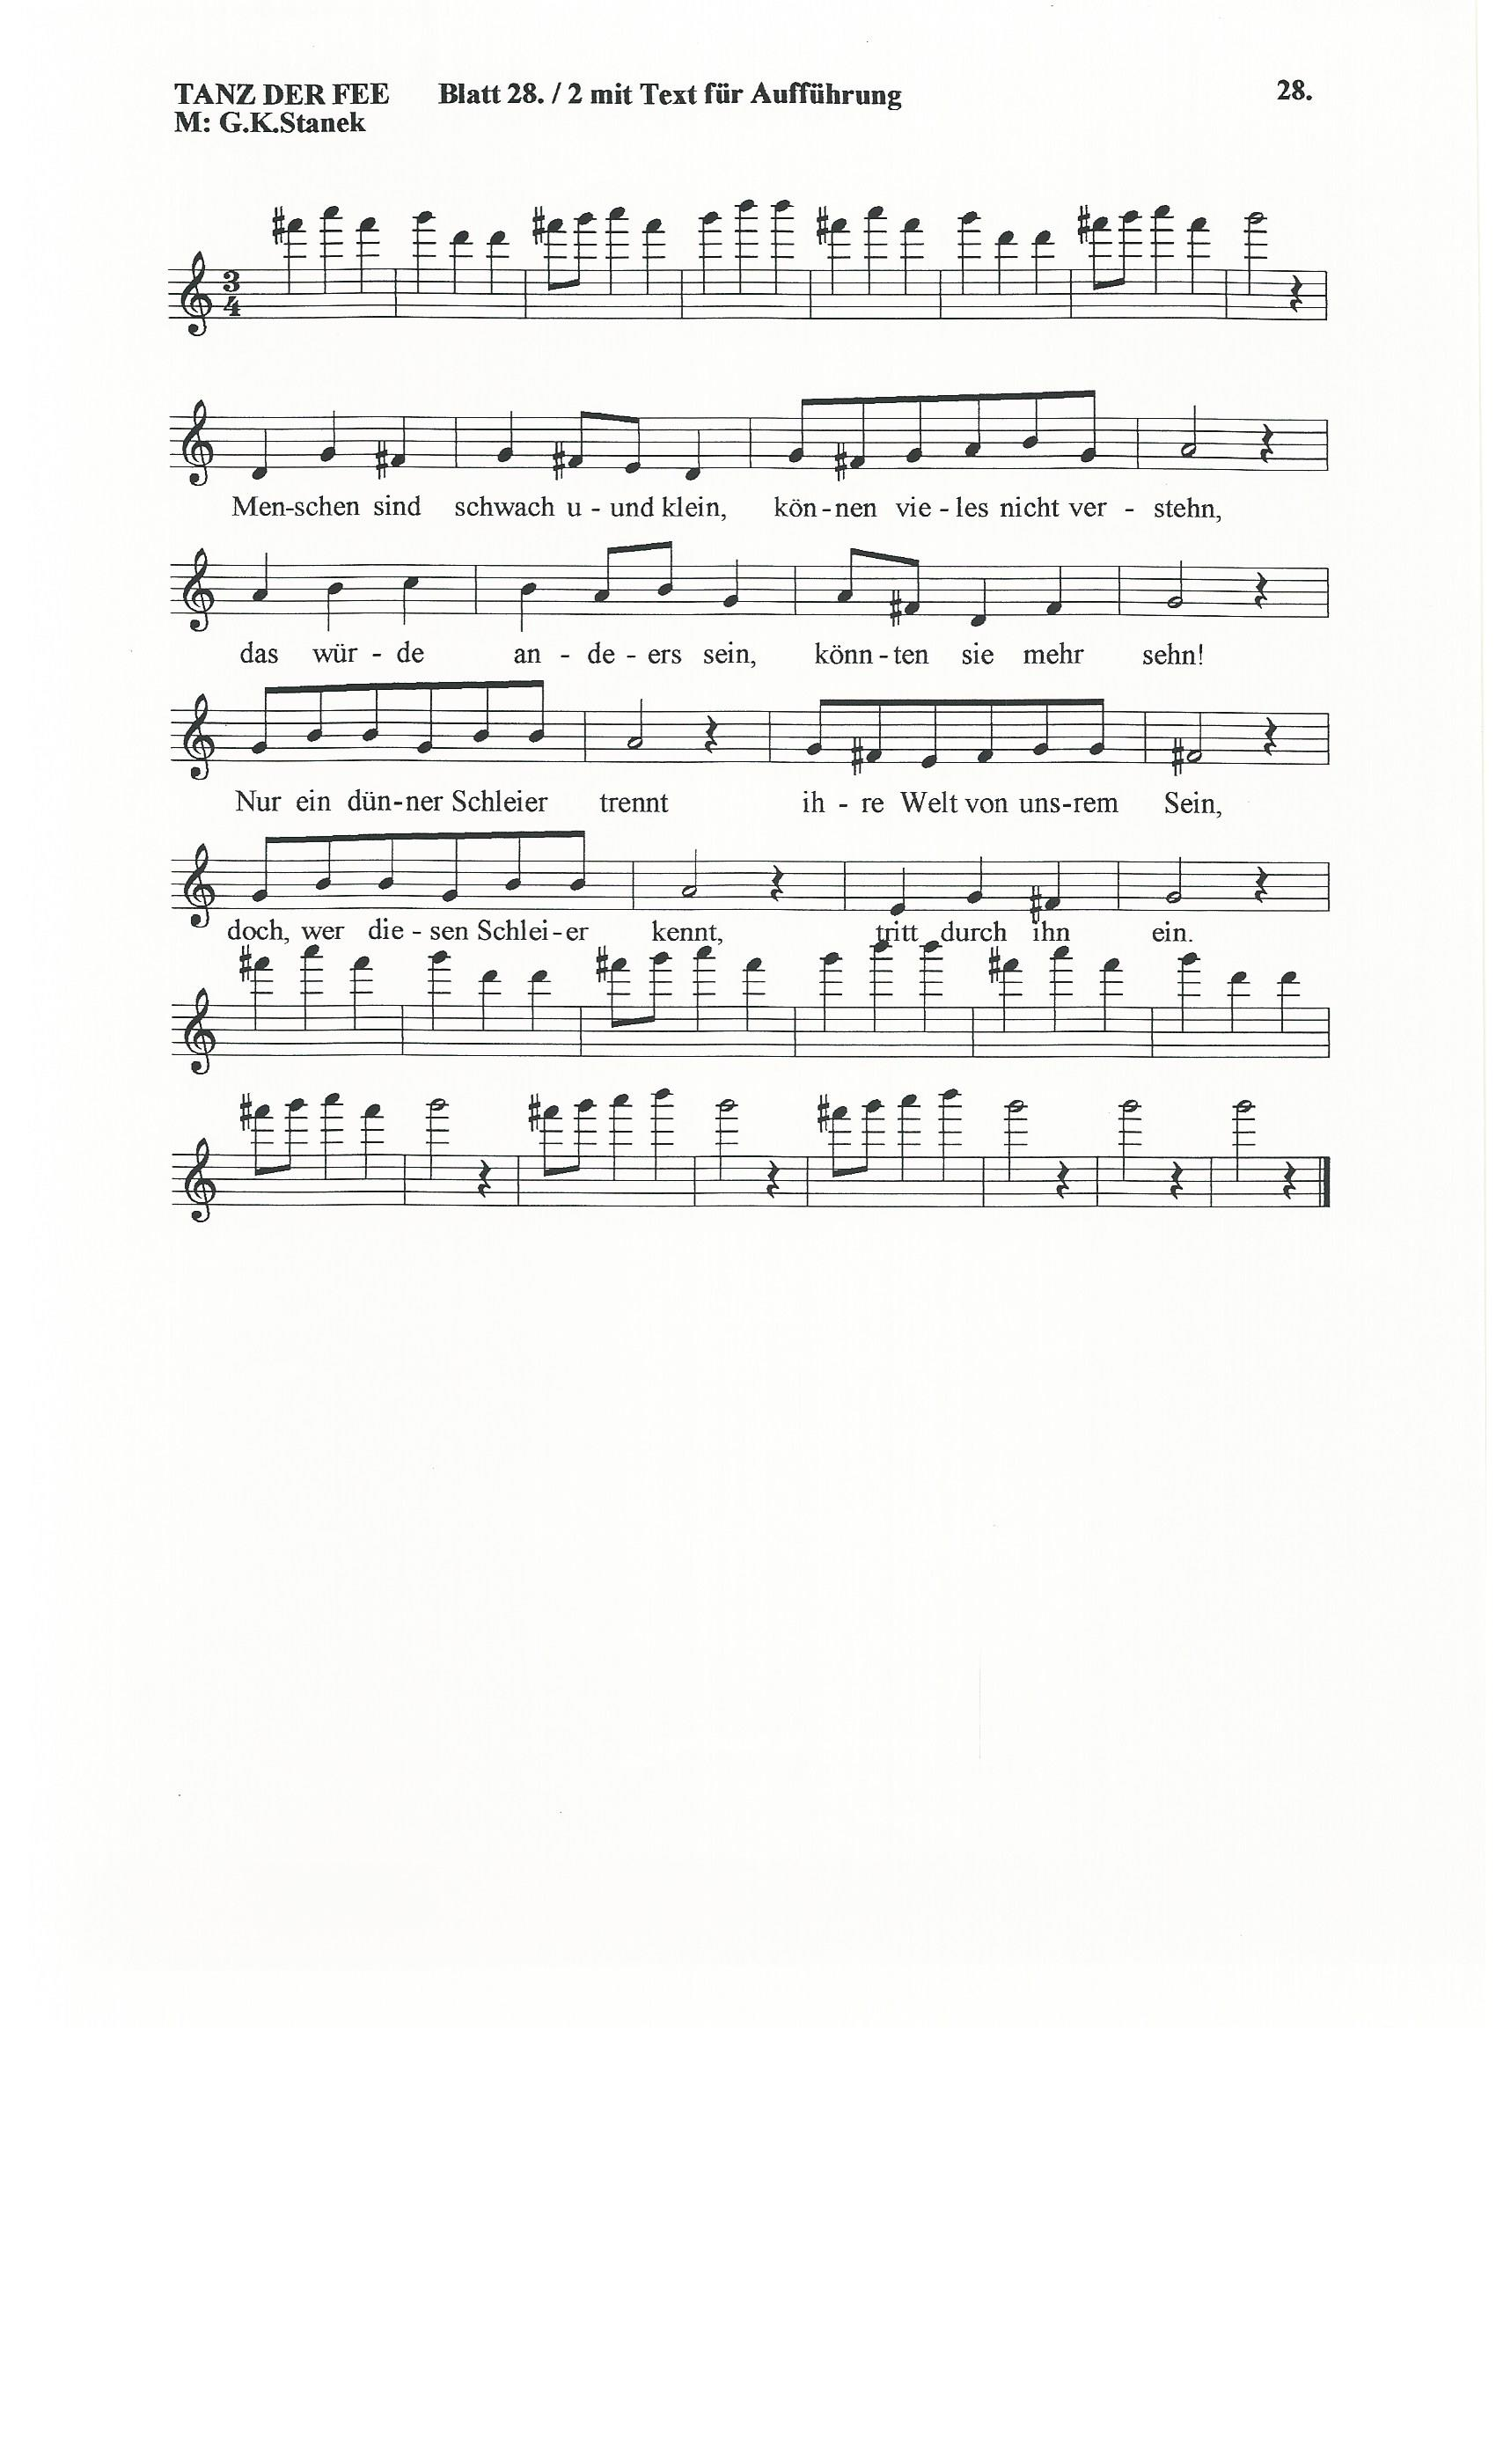 TANZ DER FEE Blatt 28. / 2 mit Text für Aufführung 28.
M: G.K.Stanek
3
4
Men-schen sind schwach u - und klein, kön - nen vie - les nicht ver - stehn,
das wür - de an - de - ers sein, könn - ten sie mehr sehn!
Nur ein dün-ner Schleier trennt ih - re Welt von uns-rem Sein,
doch, wer die - sen Schlei - er kennt, tritt durch ihn ein.